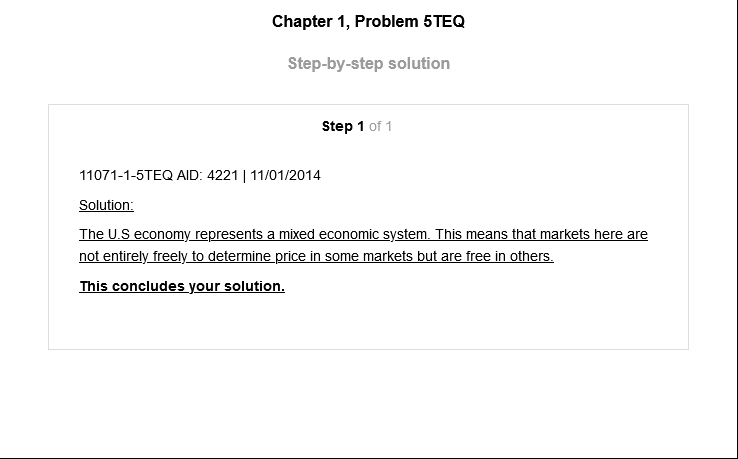 Chapter 1, Problem 5TEQ
Step-by-step solution
Step 1 of 1
11071-1-5TEQ AID: 4221 | 11/01/2014
Solution:
The U.S economy represents a mixed economic system. This means that markets here are
not entirely freely to determine price in some markets but are free in others.
This concludes your solution.